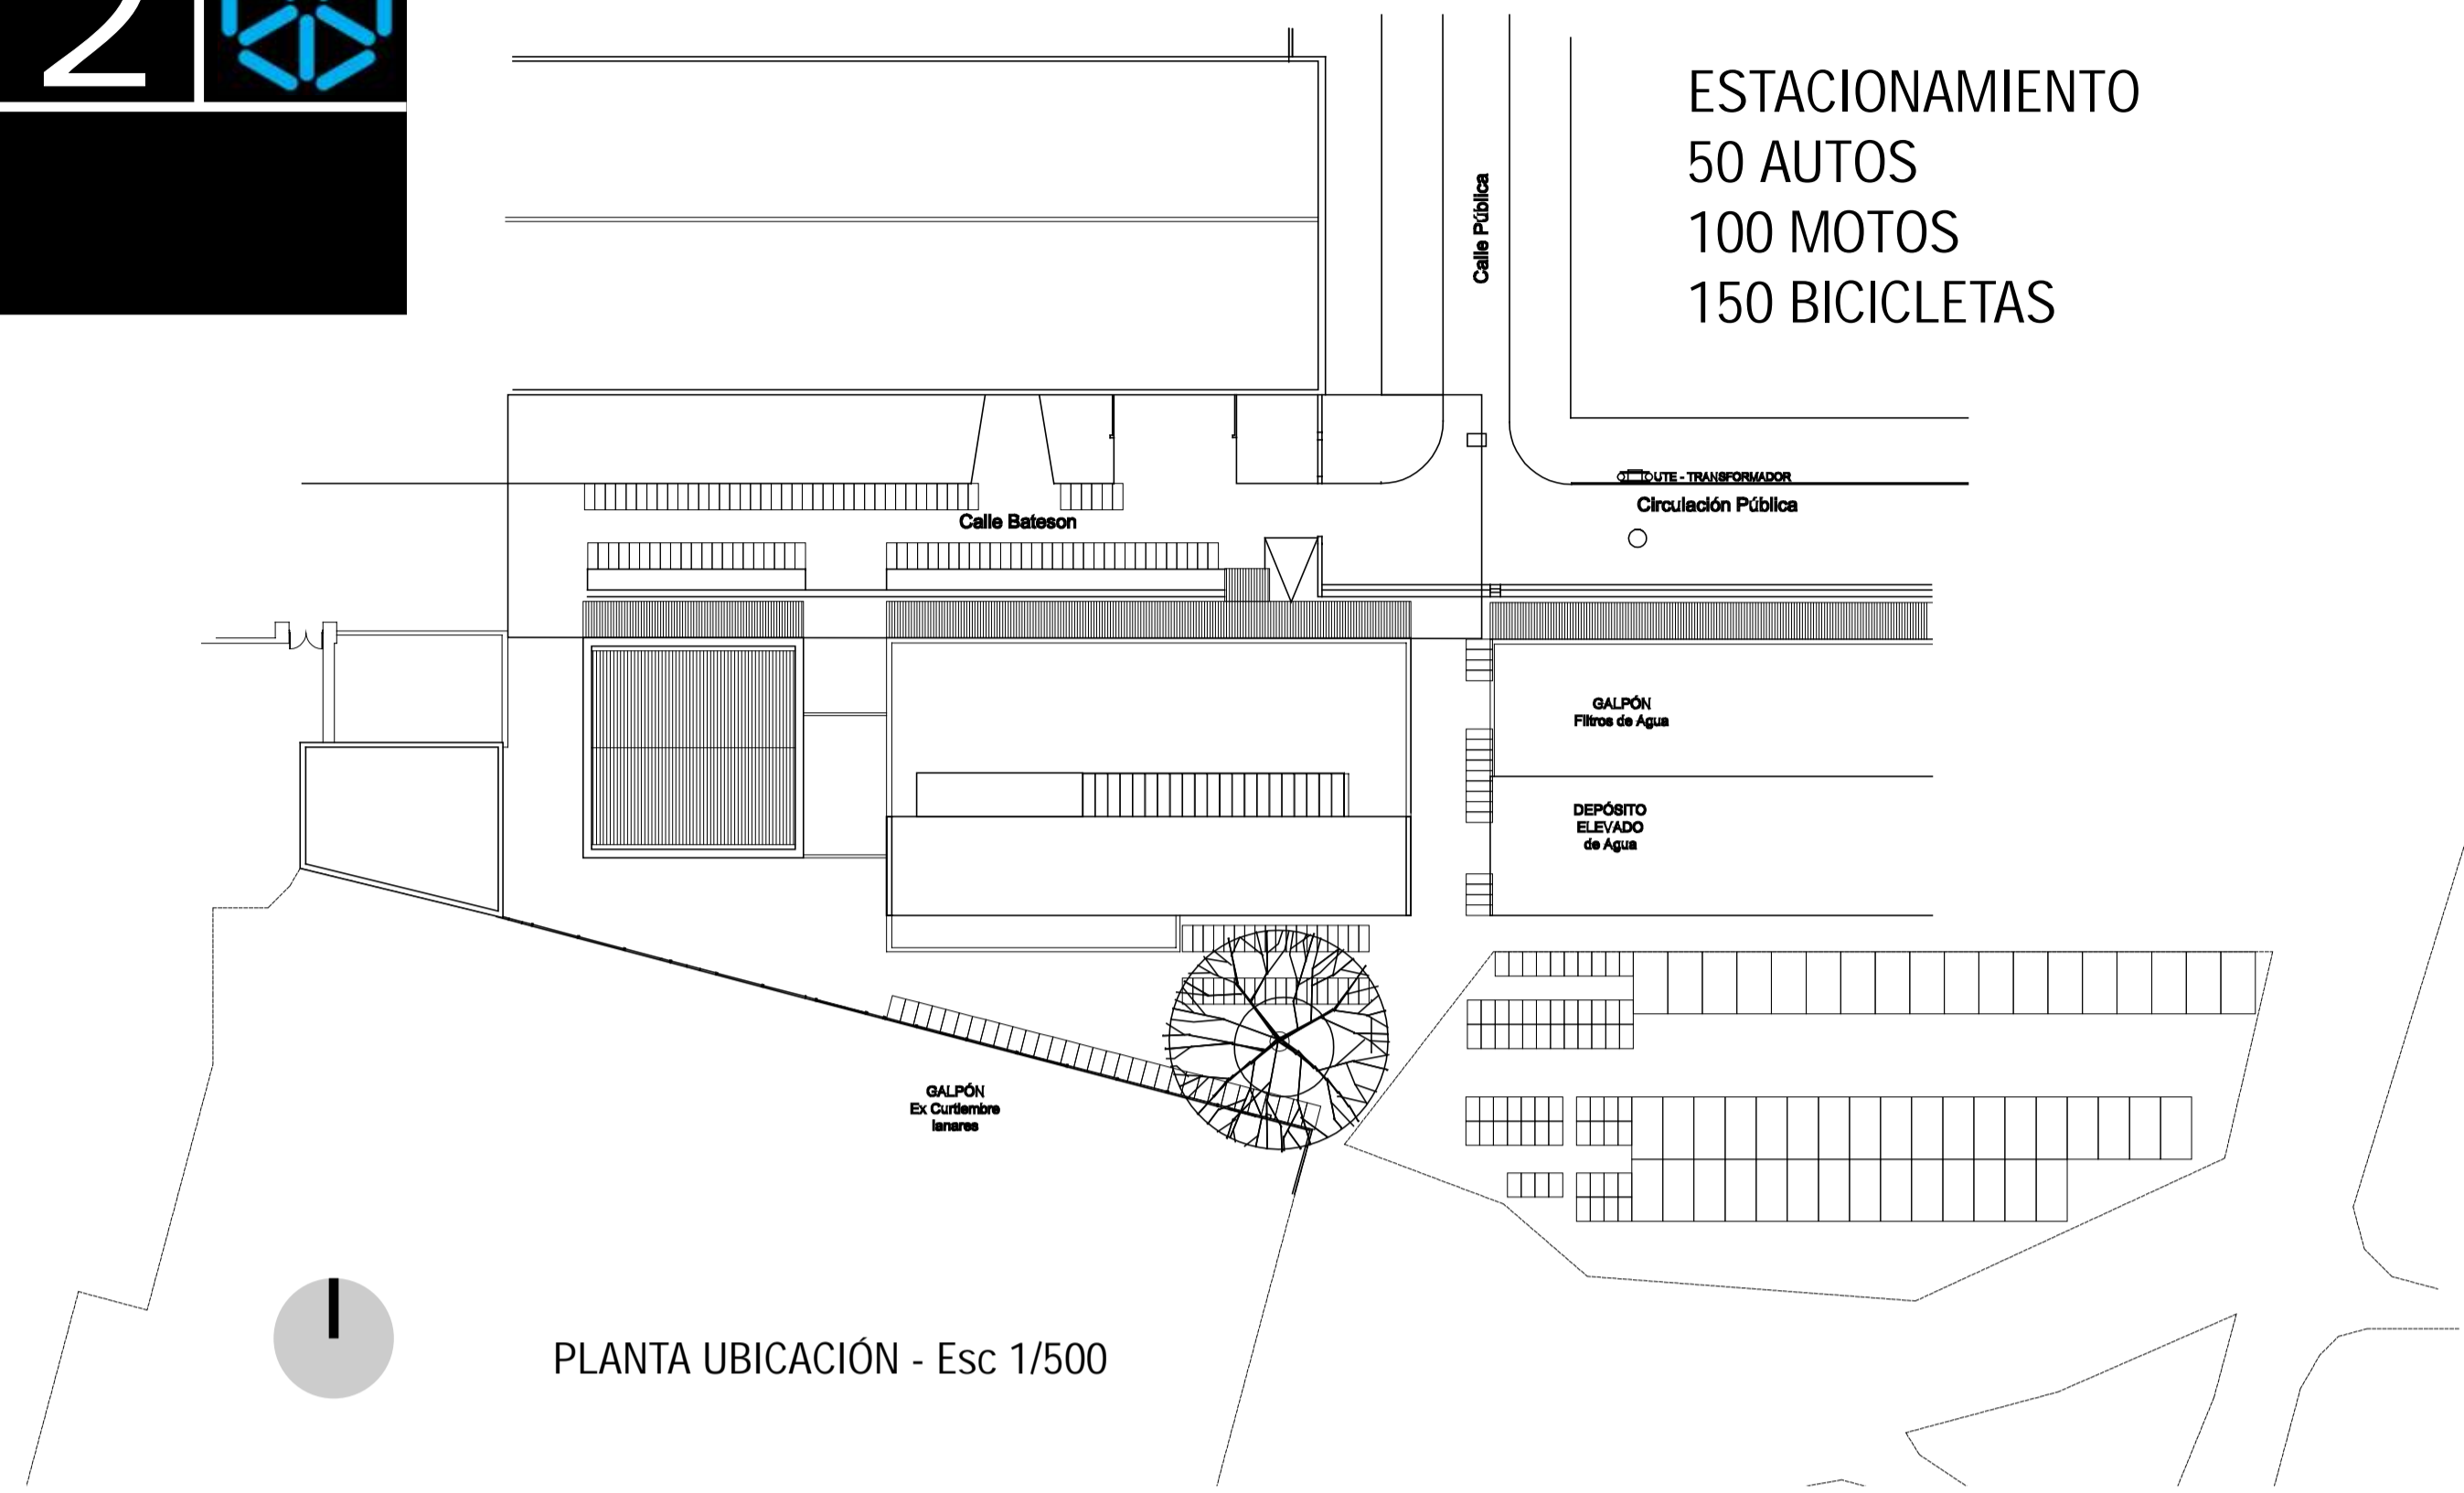 2
ESTACIONAMIENTO
50 AUTOS
100 MOTOS
150 BICICLETAS
Calle Pública
UTE - TRANSFORMADOR
Circulación Pública
Calle Bateson
GALPÓN
Filtros de Agua
DEPÓSITO
ELEVADO
de Agua
GALPÓN
Ex Curtiembre
lanares
PLANTA UBICACIÓN - Esc 1/500